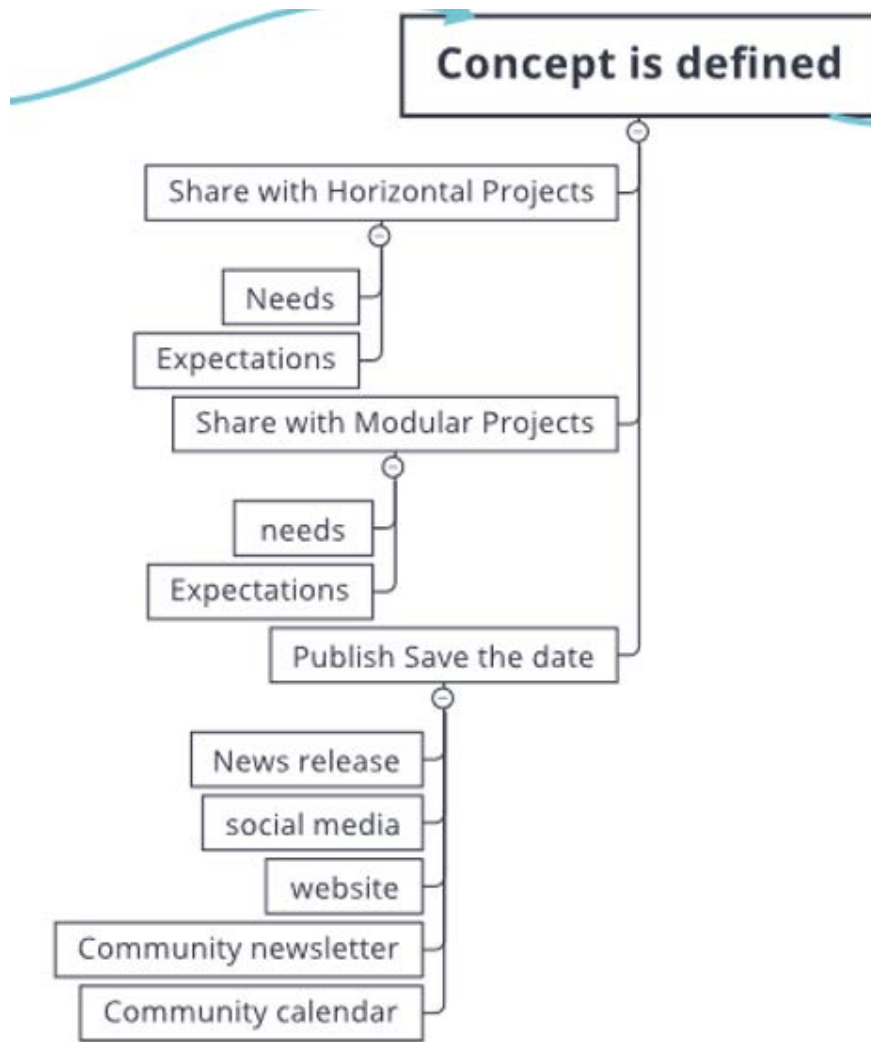 Concept is defined
Share with Horizontal Projects
Needs
Expectations
Share with Modular Projects
needs
Expectations
Publish Save the date
News release
social media
website
Community newsletter
Community calendar